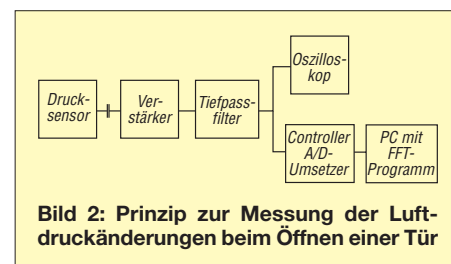 Druck-
sensor
Ver-
stärker
Tiefpass-
filter
Oszillos-
kop
Controller
A/D-
Umsetzer
PC mit
FFT-
Programm
Bild 2: Prinzip zur Messung der Luft-
druckänderungen beim Öffnen einer Tür